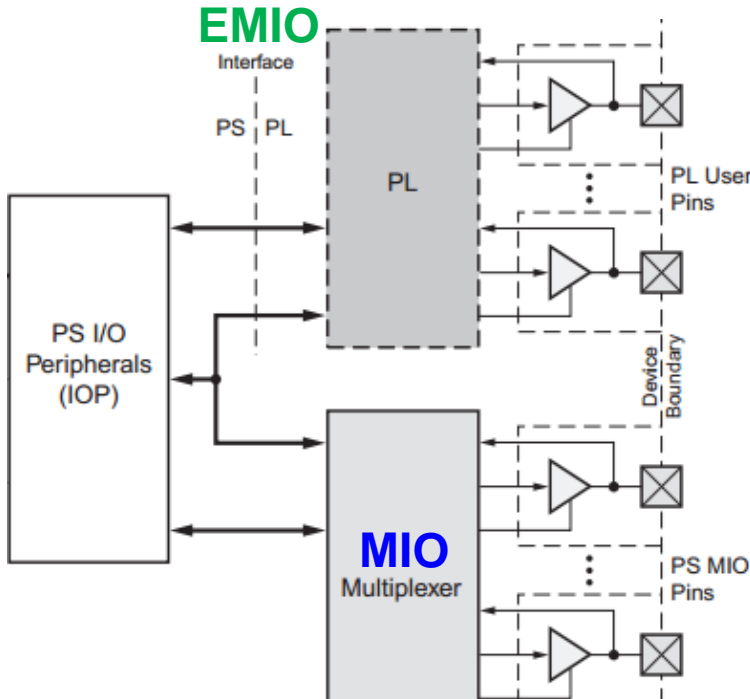 EMIO
Interface
PS PL
PL
PL User
Pins
PS I/O
Peripherals
(IOP)
Device
Boundary
MIO
Multiplexer
PS MIO
Pins